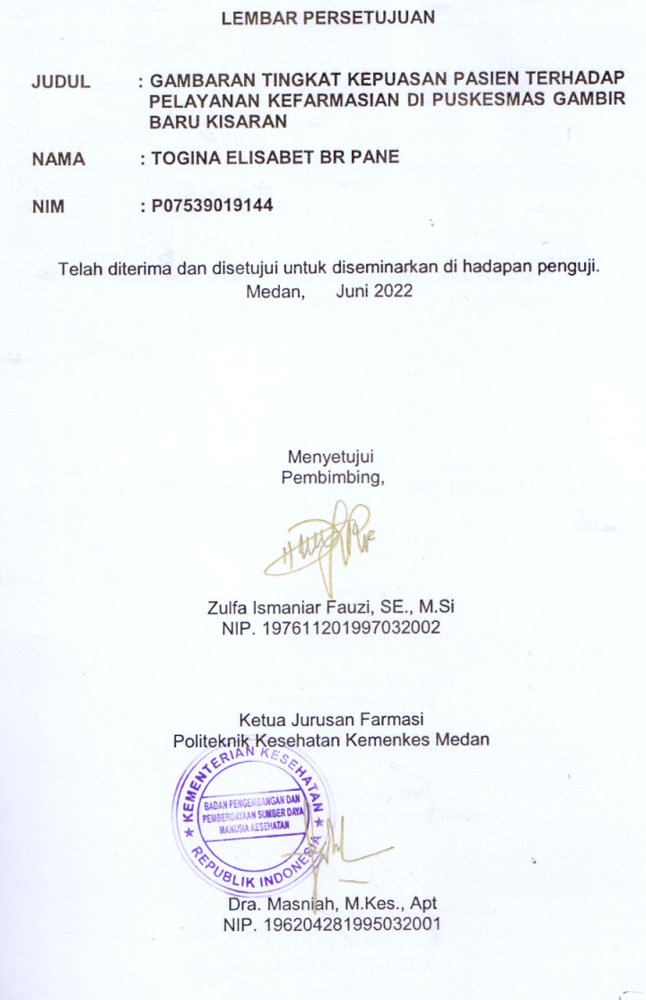 LEMBAR PERSETUJUAN
JUDUL : GAMBARAN TINGKAT KEPUASAN PASIEN TERHADAP
PELAYANAN KEFARMASIAN DI PUSKESMAS GAMBIR
BARU KISARAN
NAMA : TOGINA ELISABET BR PANE
NIM : P07539019144
Telah diterima dan disetujui untuk diseminarkan di hadapan penguji.
Medan, Juni 2022
Menyetujui
Pembimbing,
Zulfa Ismaniar Fauzi, SE., M.Si
NIP. 197611201997032002
Ketua Jurusan Farmasi
Politeknik Kesehatan Kemenkes Medan
KEMENTERIAN KESEHATAN
BADAN PENGEMBANGAN DAN
PEMBERDAYAAN SUMBER DAYA
MANUSIA KESEHATAN
REPUBLIK INDONESIA
Dra. Masniah, M.Kes., Apt
NIP. 196204281995032001